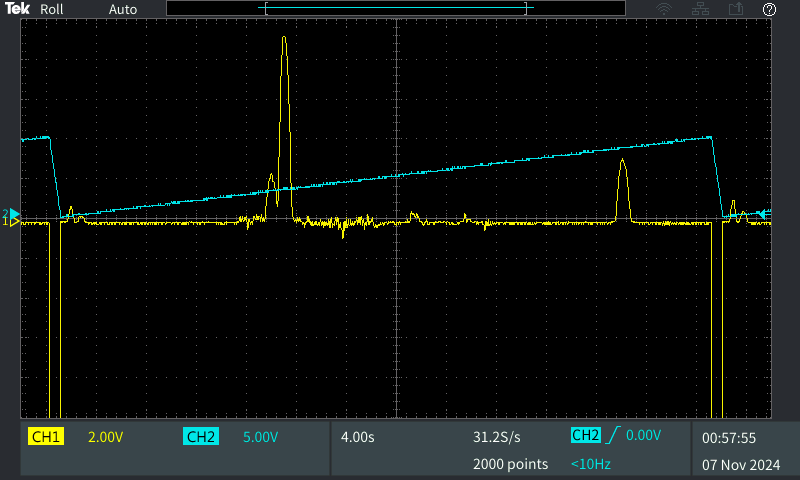 Tek Roll Auto ?
2
1
CH1 2.00V CH2 5.00V 4.00s 31.2S/s CH2 0.00V 00:57:55
2000 points <10Hz 07 Nov 2024